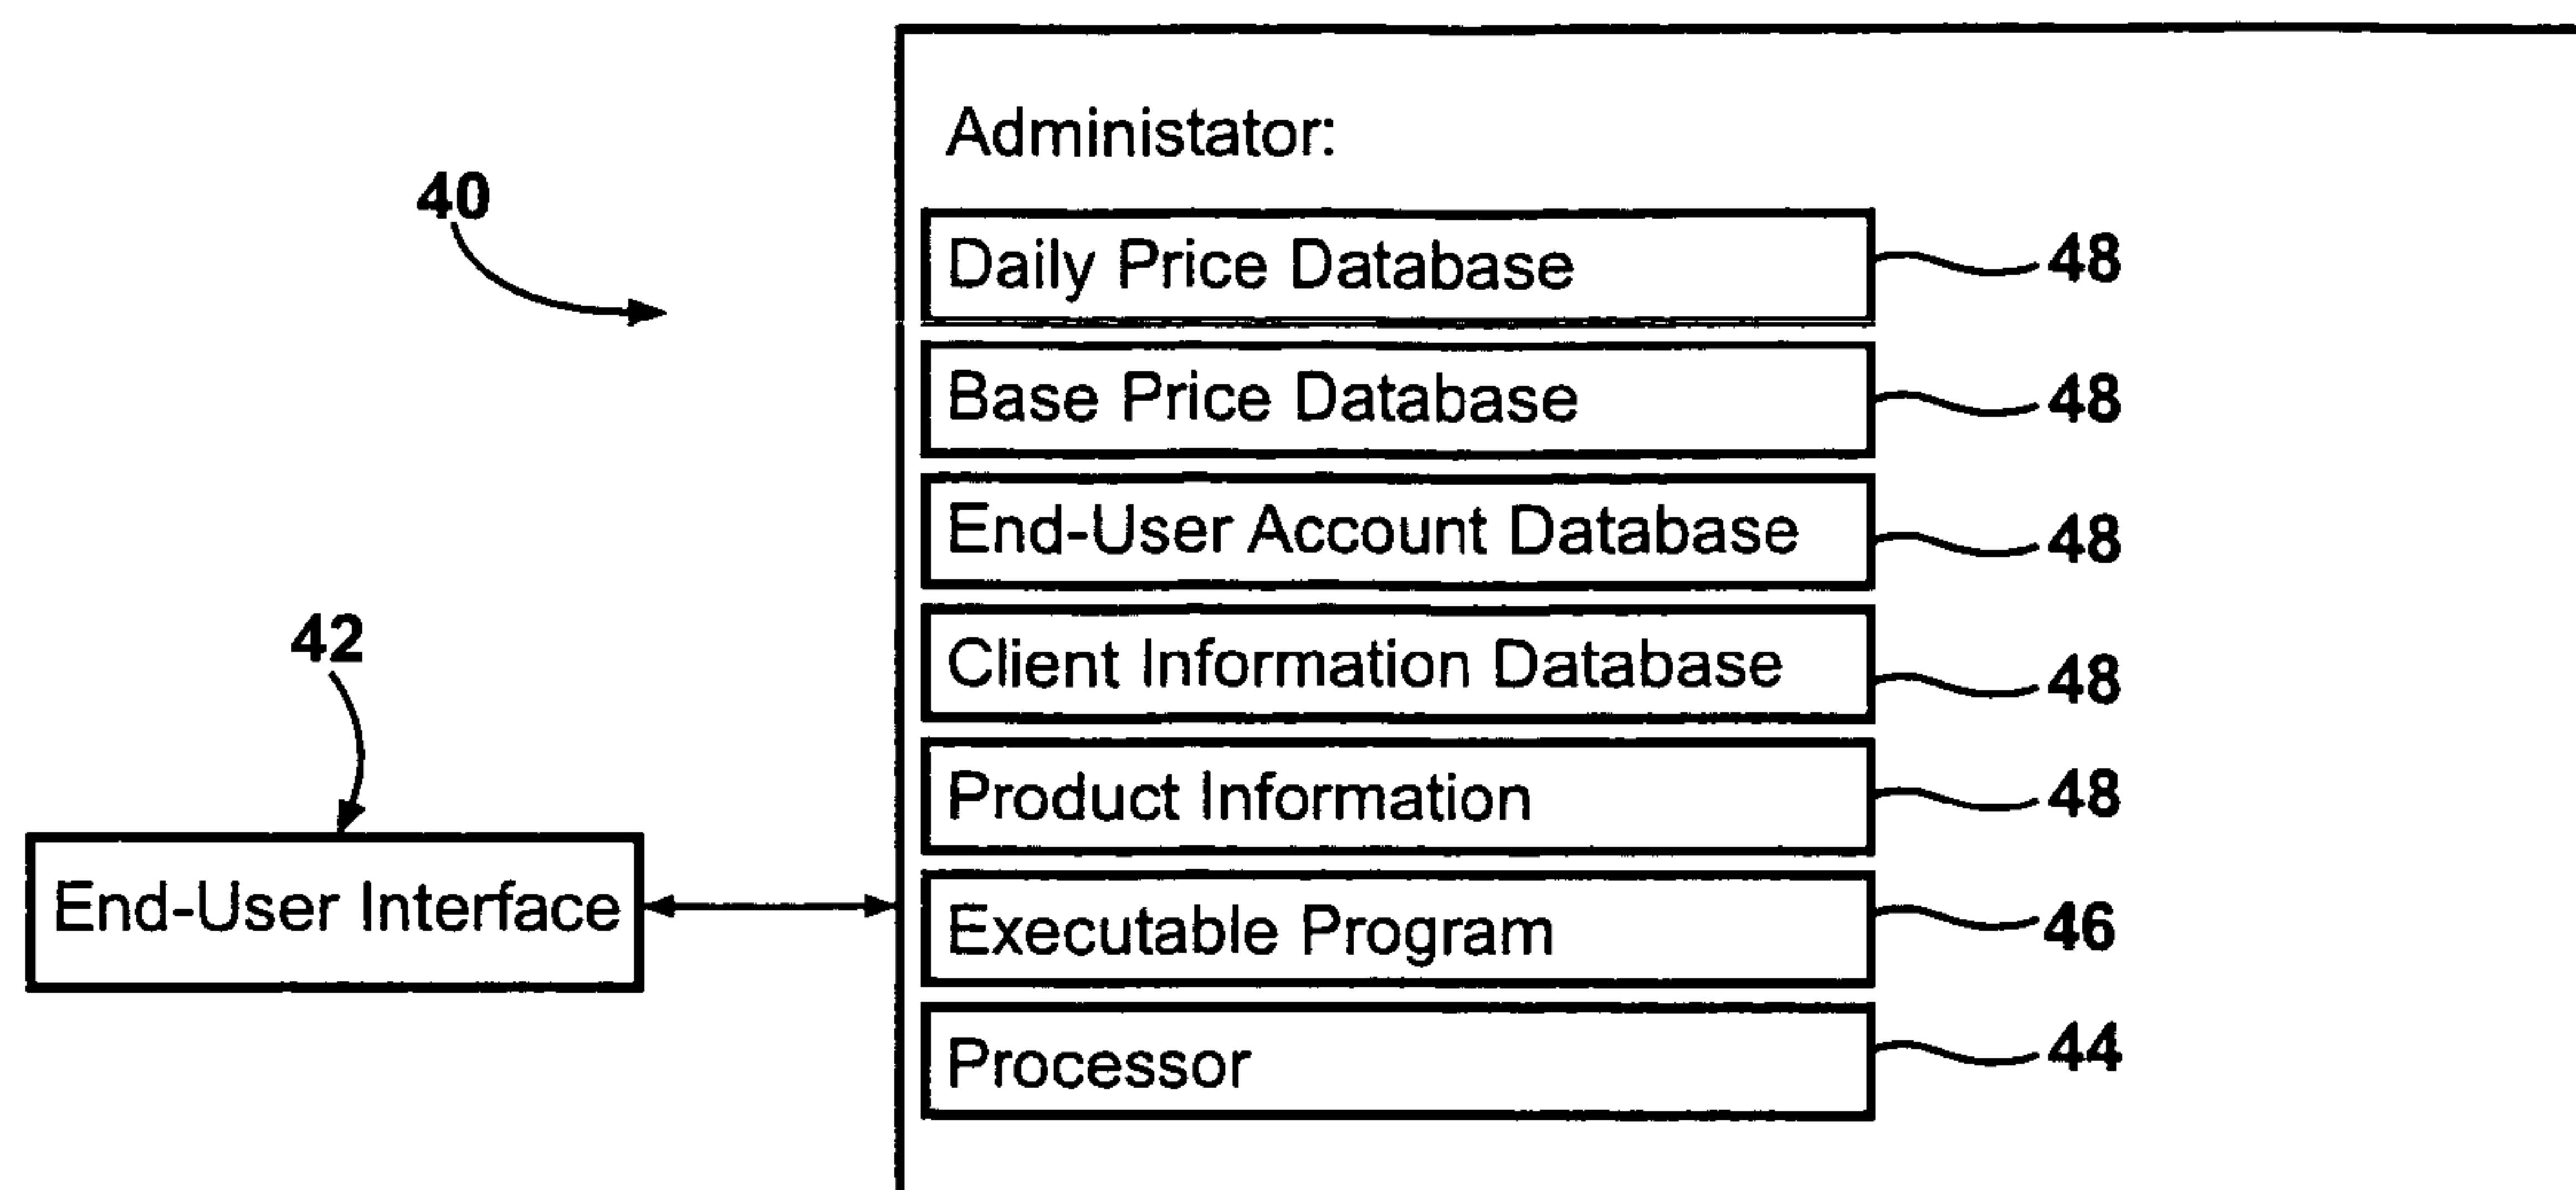 Administator:
40
Daily Price Database 48
Base Price Database 48
End-User Account Database 48
42
Client Information Database 48
Product Information 48
End-User Interface
Executable Program 46
Processor 44